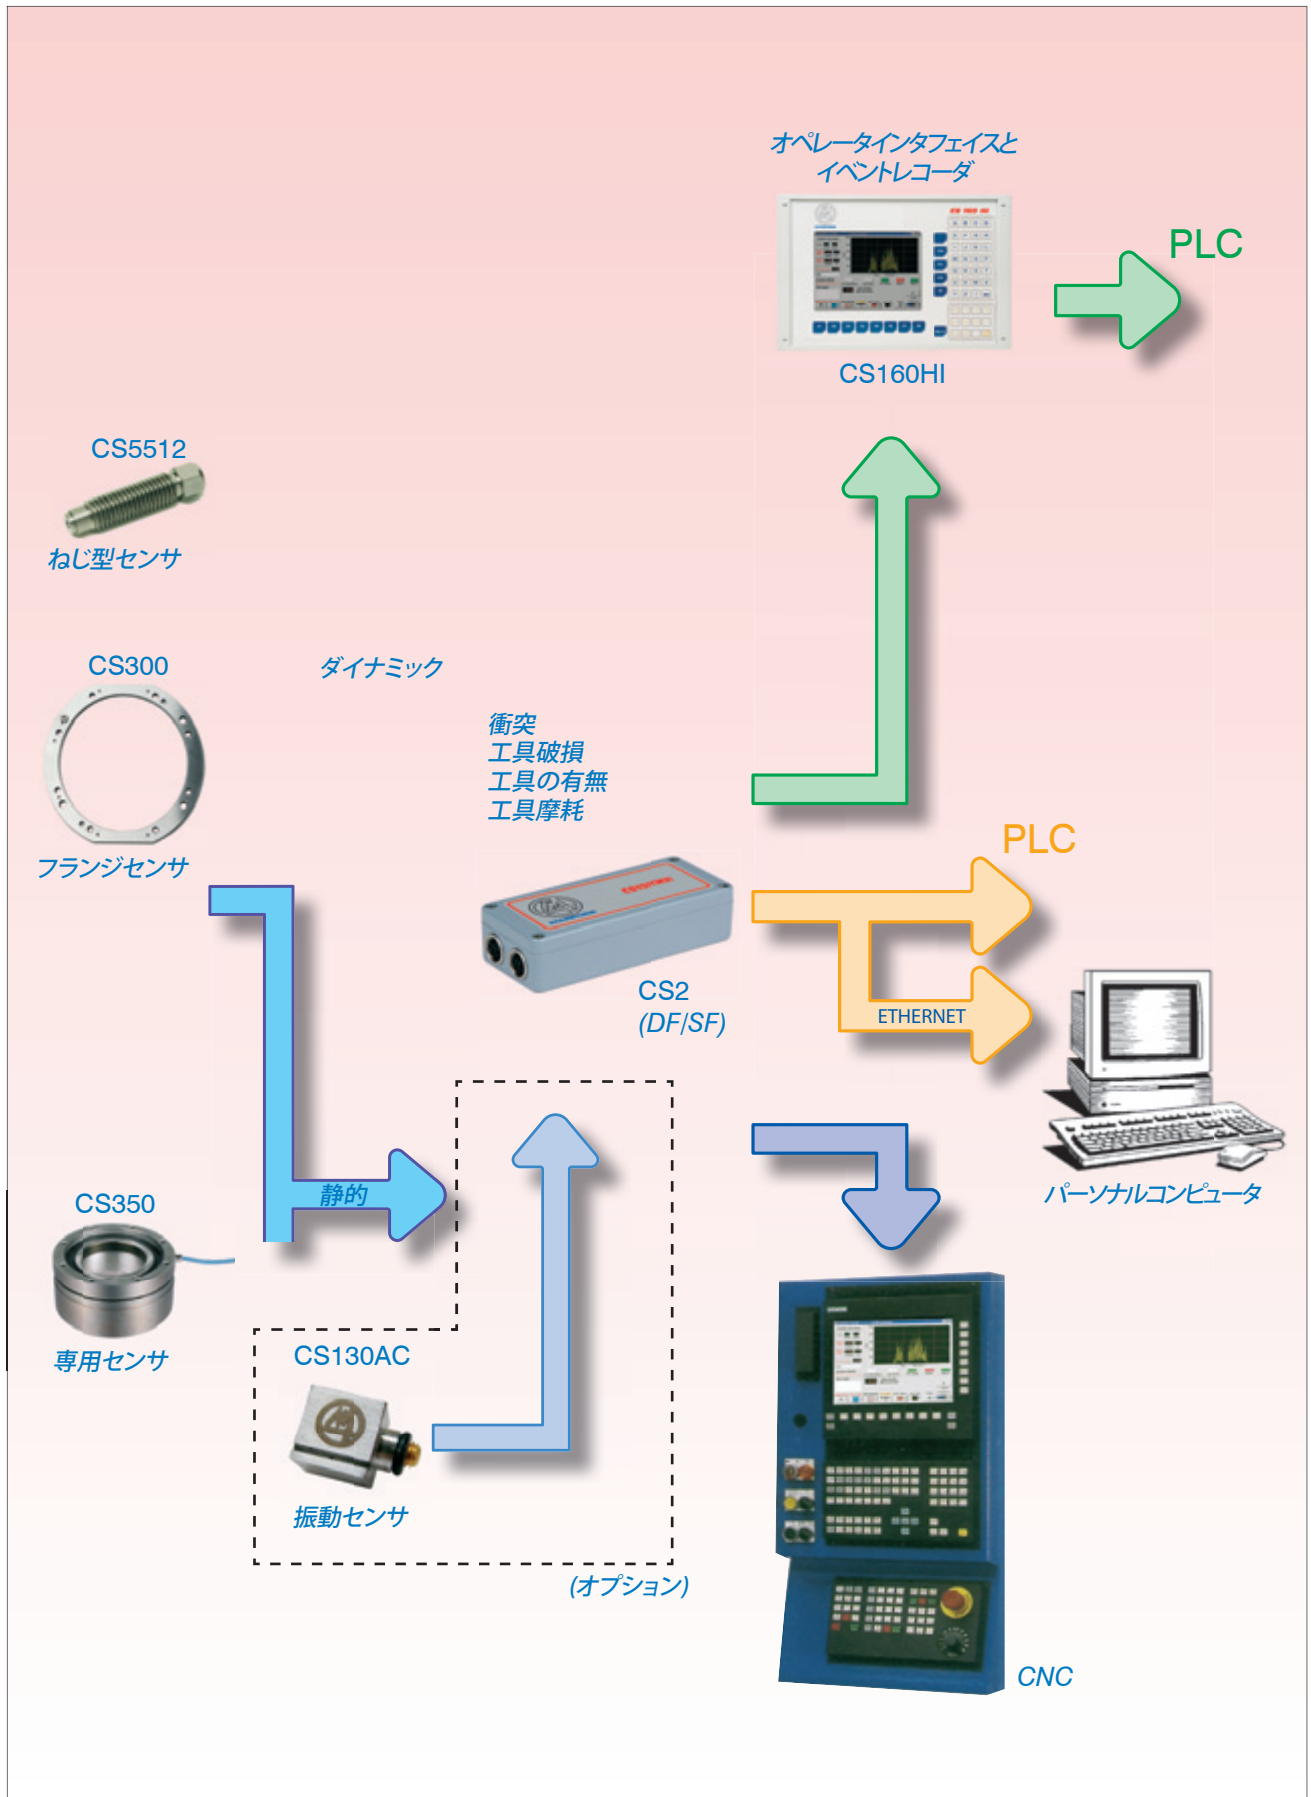 オペレータインタフェイスと
イベントレコーダ
PLC
CS160HI
CS5512
ねじ型センサ
CS300
ダイナミック
衝突
工具破損
工具の有無
工具摩耗
フランジセンサ
PLC
CS2
(DF/SF)
ETHERNET
パーソナルコンピュータ
静的
CS350
専用センサ
CS130AC
振動センサ
(オプション)
CNC